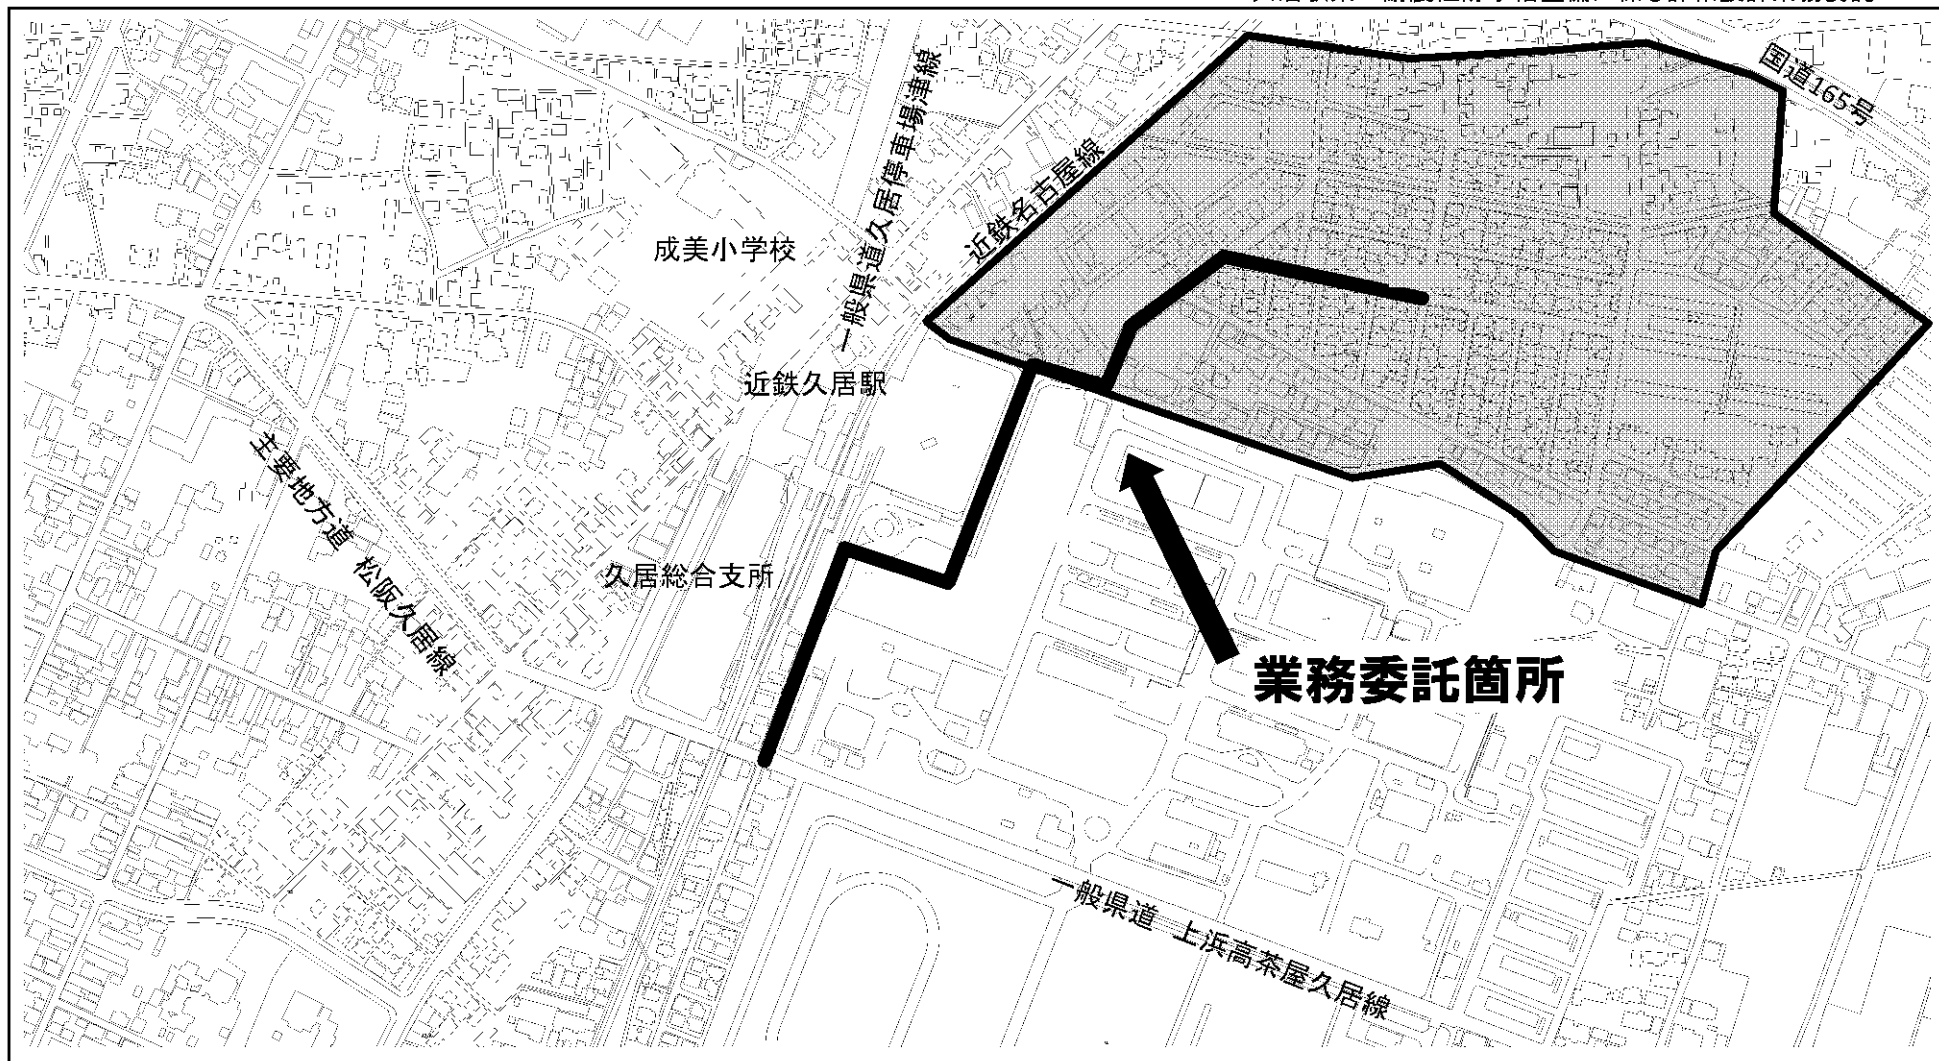 国道165号
一般県道久居停車場津線
近鉄名古屋線
成美小学校
近鉄久居駅
主要地方道 松阪久居線
久居総合支所
業務委託箇所
一般県道 上浜高茶屋久居線